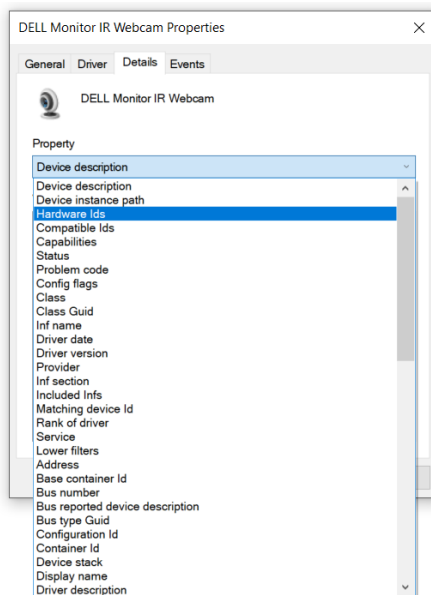 DELL Monitor IR Webcam Properties
General Driver Details Events
DELL Monitor IR Webcam
Property
Device description
Device description
Device instance path
Hardware Ids
Compatible Ids
Capabilities
Status
Problem code
Config flags
Class
Class Guid
Inf name
Driver date
Driver version
Provider
Inf section
Included Infs
Matching device Id
Rank of driver
Service
Lower filters
Address
Base container Id
Bus number
Bus reported device description
Bus type Guid
Configuration Id
Container Id
Device stack
Display name
Driver description